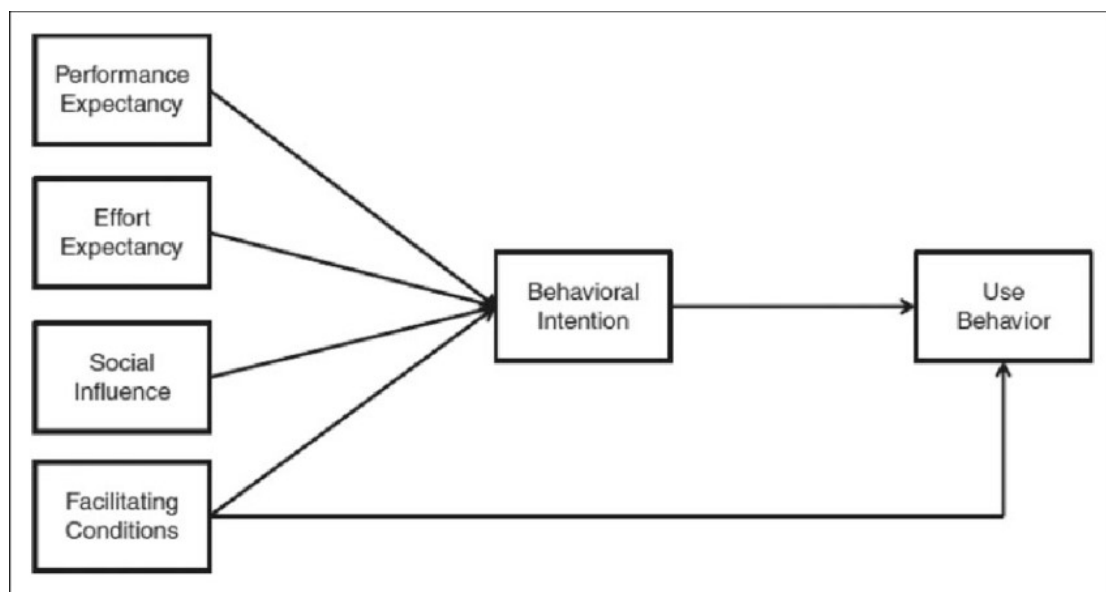 Performance
Expectancy
Effort
Expectancy
Social
Influence
Facilitating
Conditions
Behavioral
Intention
Use
Behavior